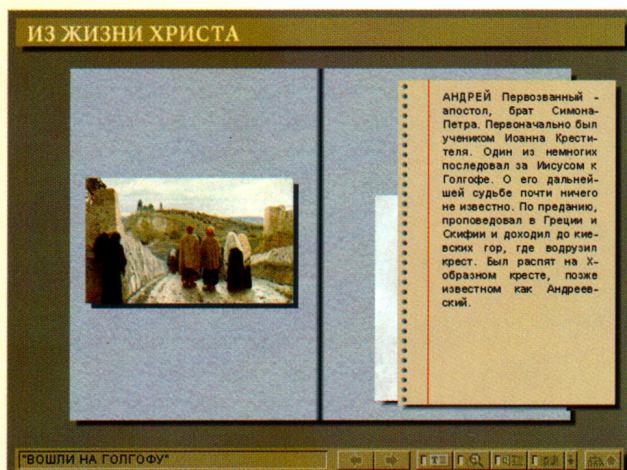 ИЗ ЖИЗНИ ХРИСТА
АНДРЕЙ Первозванный -
апостол, брат Симона-
Петра. Первоначально был
учеником Иоанна Крести-
теля. Один из немногих
последовал за Иисусом к
Голгофе. О его дальней-
шей судьбе почти ничего
не известно. По преданию,
проповедовал в Греции и
Скифии и доходил до кие-
вских гор, где водрузил
крест. Был распят на Х-
образном кресте, позже
известном как Андреев-
ский.
"ВОШЛИ НА ГОЛГОФУ"